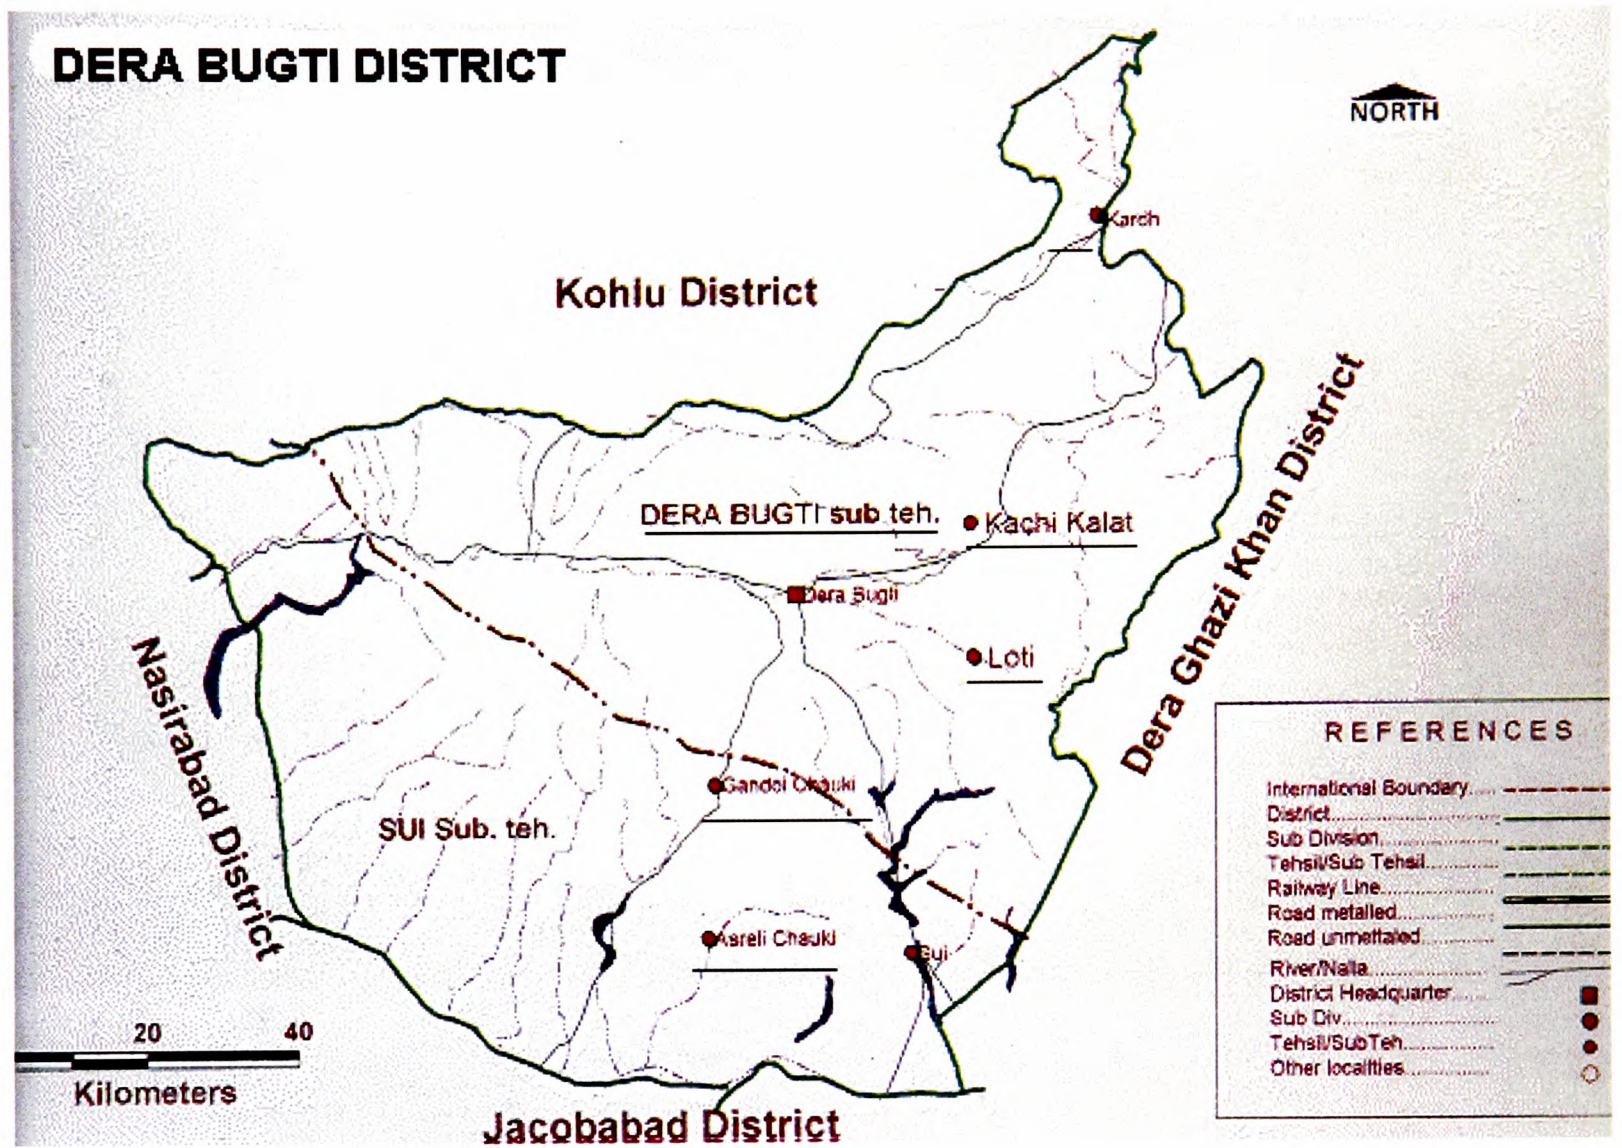 DERA BUGTI DISTRICT
NORTH
Kardh
Kohlu District
Dera Ghazi Khan District
DERA BUGTI sub teh.
Kachi Kalat
Dera Bugti
Loti
Nasirabad District
Gandoi Chauki
SUI Sub. teh.
Asreli Chauki
Sui
20 40
Kilometers
Jacobabad District
REFERENCES
International Boundary.....
District
Sub Division
Tehsil/Sub Tehsil
Railway Line
Road metalled
Road unmettaled
River/Nalla
District Headquarter
Sub Div
Tehsil/SubTeh
Other localities